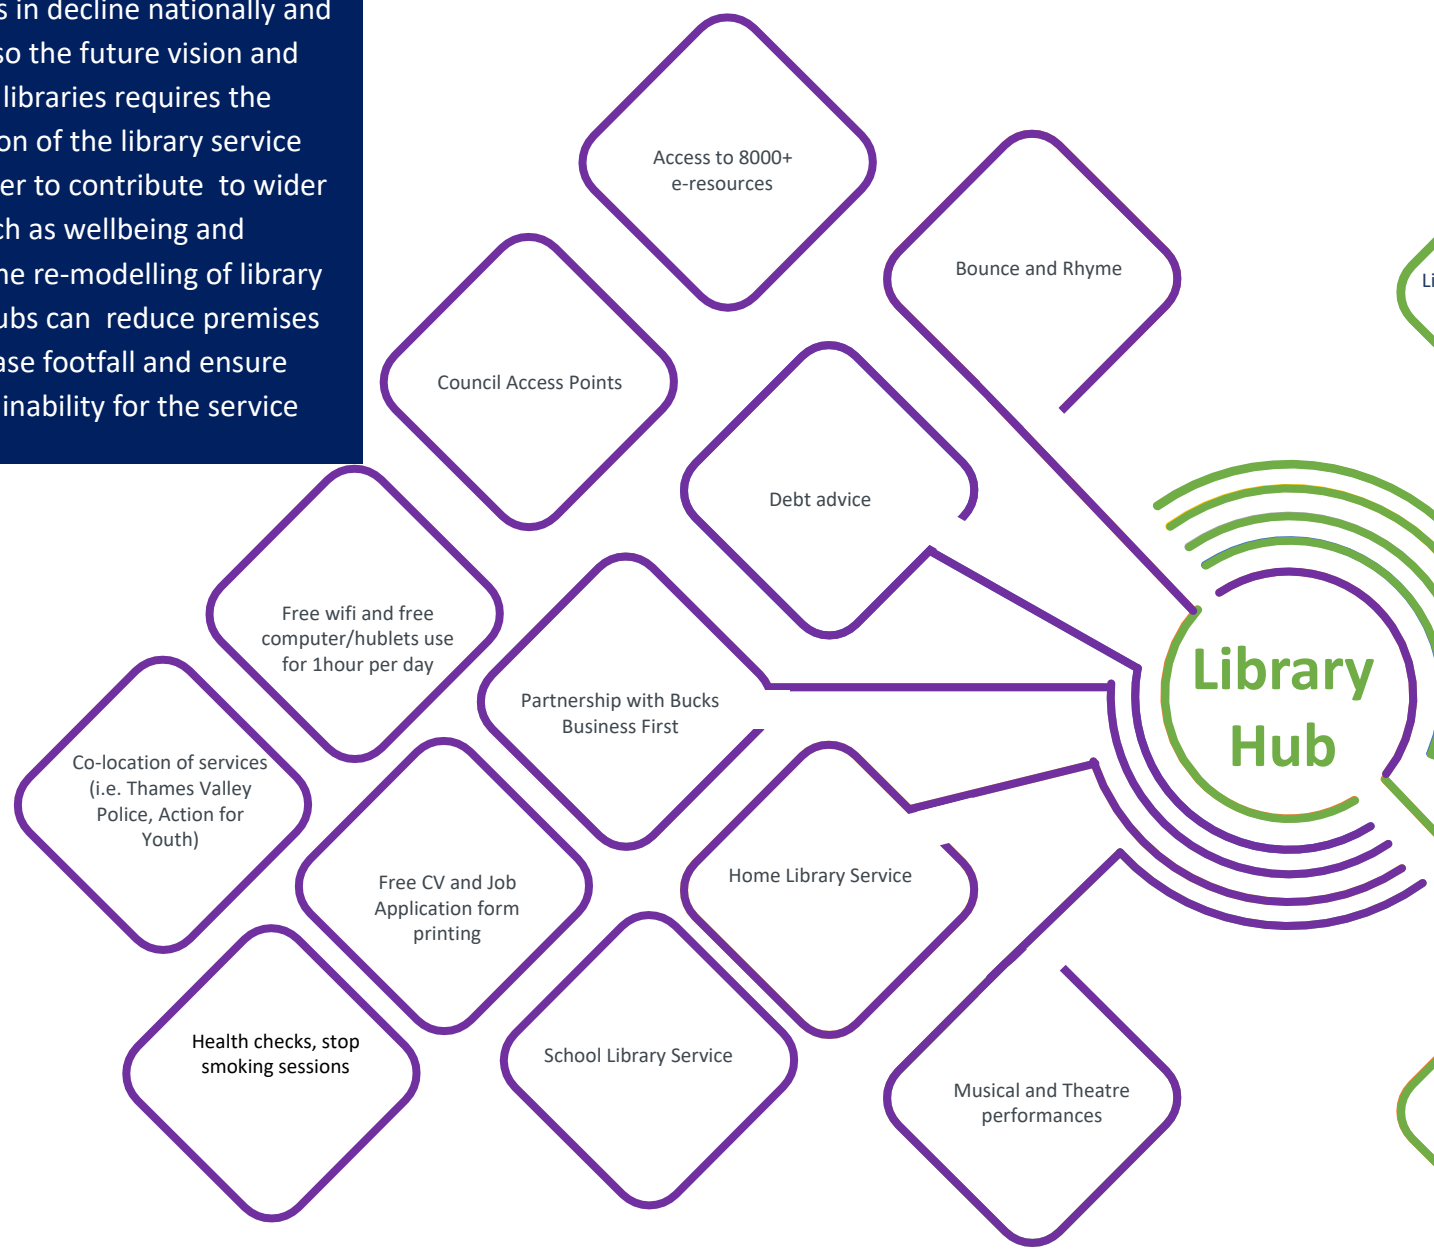 s in decline nationally and
so the future vision and
libraries requires the
on of the library service
er to contribute to wider
ch as wellbeing and
ne re-modelling of library
ubs can reduce premises
ase footfall and ensure
inability for the service
Access to 8000+
e-resources
Bounce and Rhyme
Li
Council Access Points
Debt advice
Free wifi and free
computer/hublets use
for 1hour per day
Partnership with Bucks
Business First
Library
Hub
Co-location of services
(i.e. Thames Valley
Police, Action for
Youth)
Free CV and Job
Application form
printing
Home Library Service
Health checks, stop
smoking sessions
School Library Service
Musical and Theatre
performances